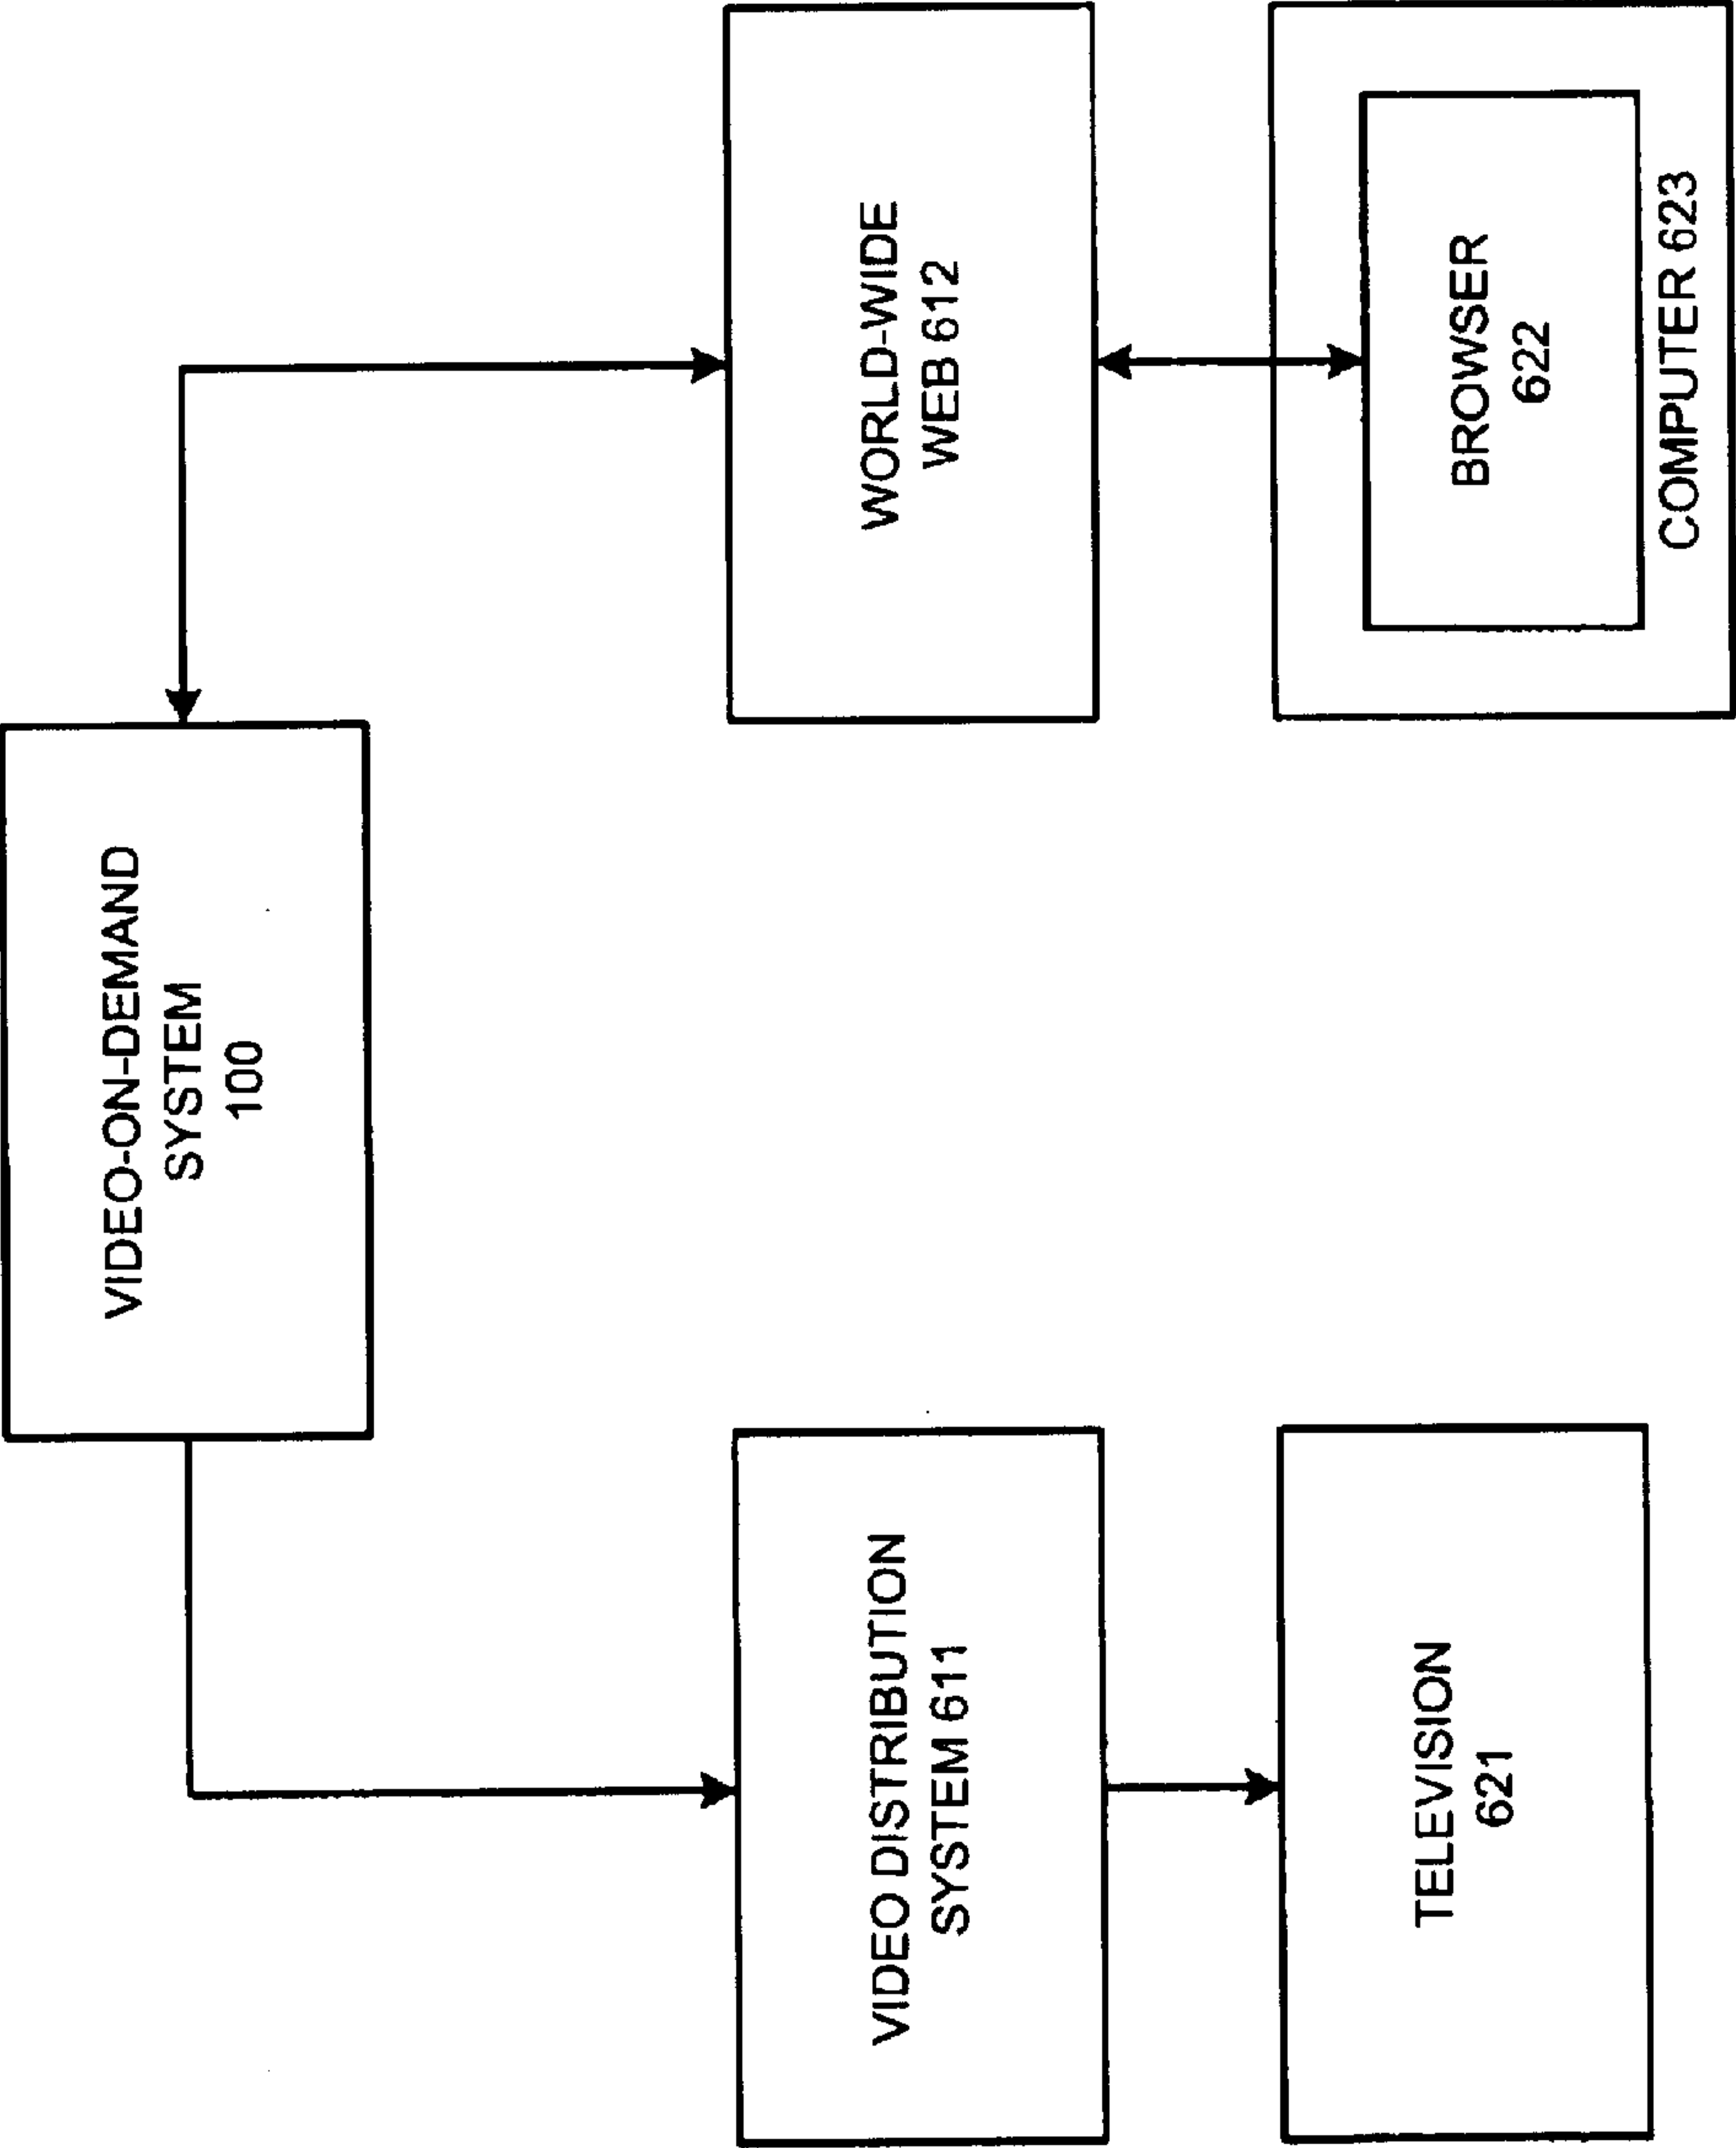 VIDEO-ON-DEMAND
SYSTEM
100
VIDEO DISTRIBUTION
SYSTEM 611
WORLD-WIDE
WEB 612
TELEVISION
621
BROWSER
622
COMPUTER 623